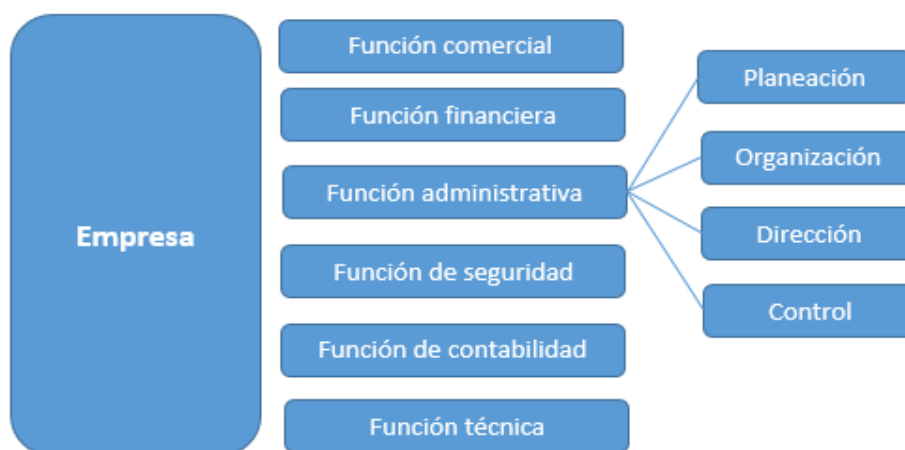 Empresa
Función comercial
Función financiera
Función administrativa
Función de seguridad
Función de contabilidad
Función técnica
Planeación
Organización
Dirección
Control